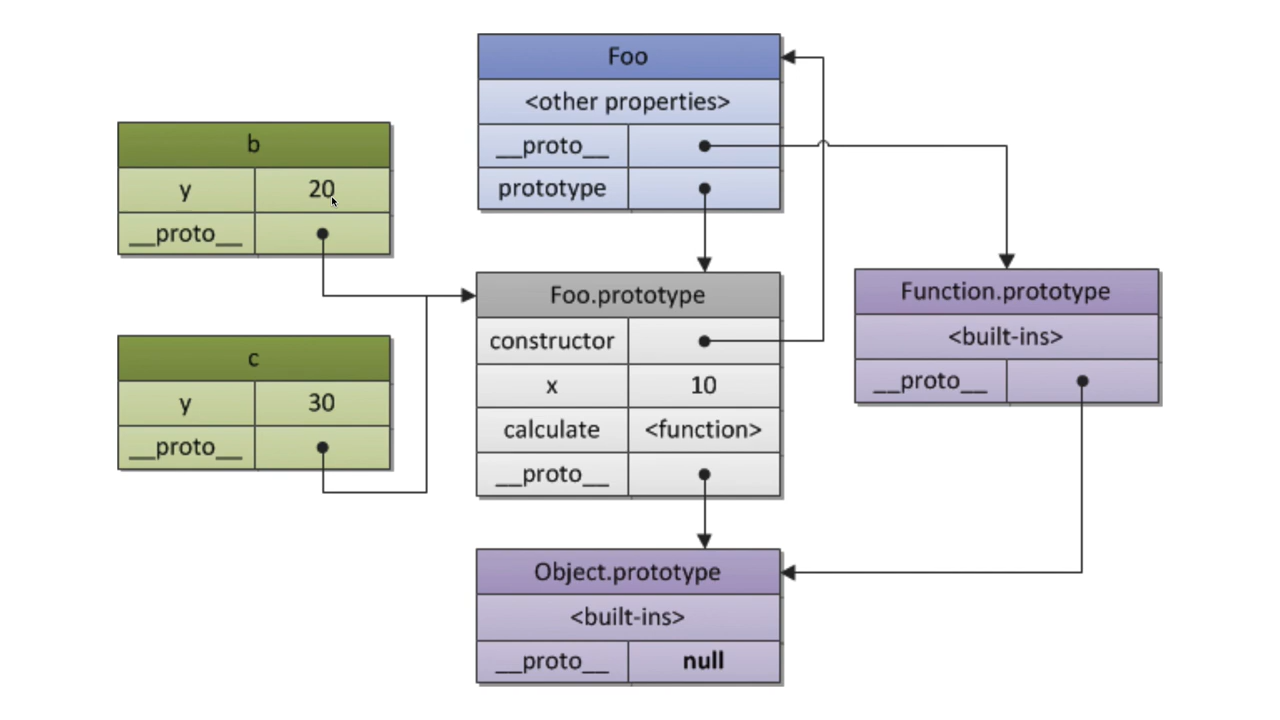 Foo
<other properties>
__proto__
prototype
b
y 20
__proto__
Foo.prototype
constructor
x 10
calculate <function>
__proto__
Function.prototype
<built-ins>
__proto__
c
y 30
__proto__
Object.prototype
<built-ins>
__proto__ null